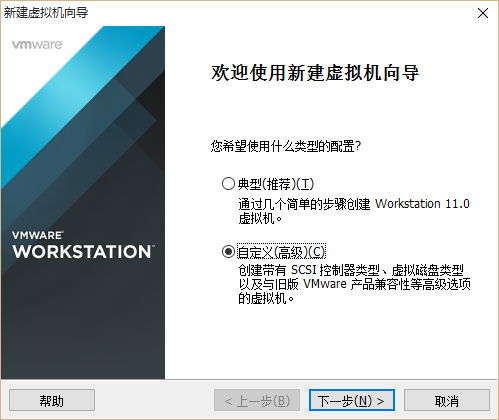 新建虚拟机向导
vmware
欢迎使用新建虚拟机向导
您希望使用什么类型的配置?
典型(推荐)(T)
通过几个简单的步骤创建 Workstation 11.0
虚拟机。
VMWARE
WORKSTATION™
自定义(高级)(C)
创建带有 SCSI 控制器类型、虚拟磁盘类型
以及与旧版 VMware 产品兼容性等高级选项
的虚拟机。
帮助
< 上一步(B)
下一步(N) >
取消